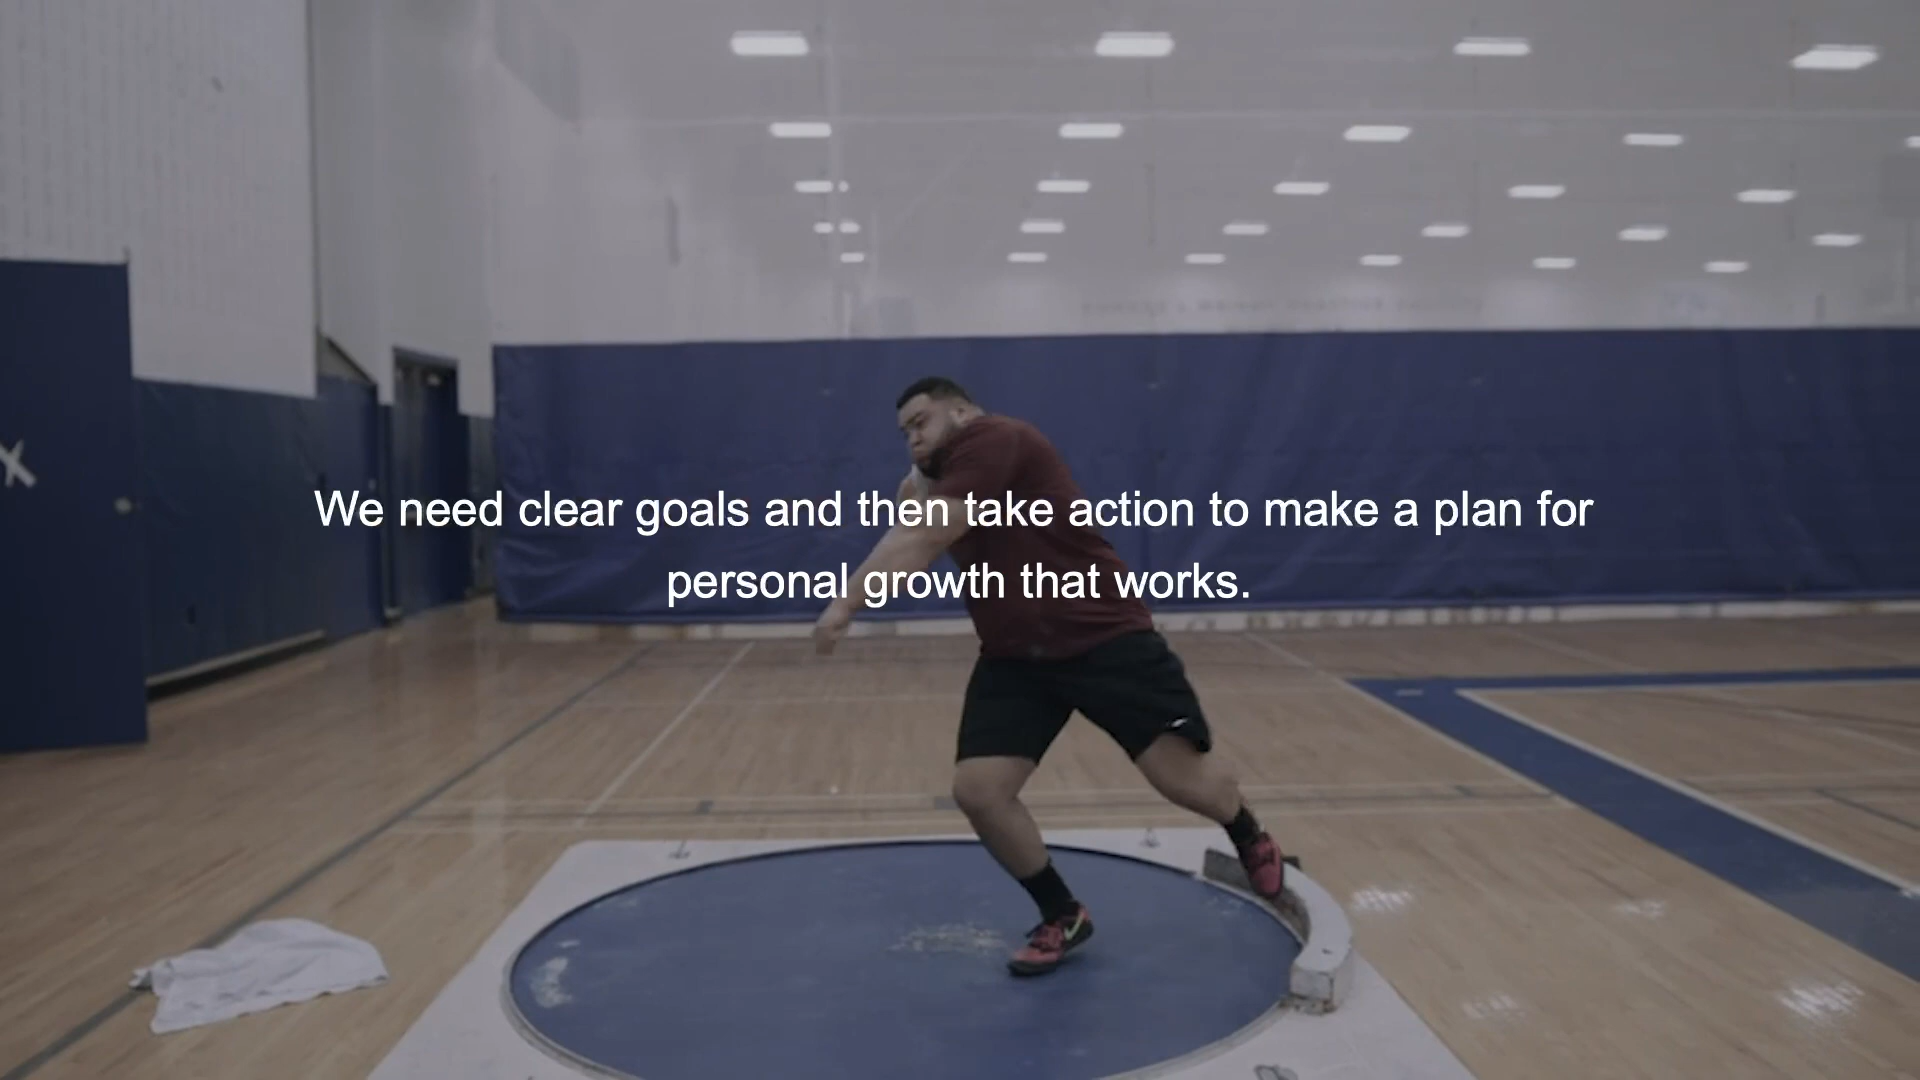 We need clear goals and then take action to make a plan for
personal growth that works.